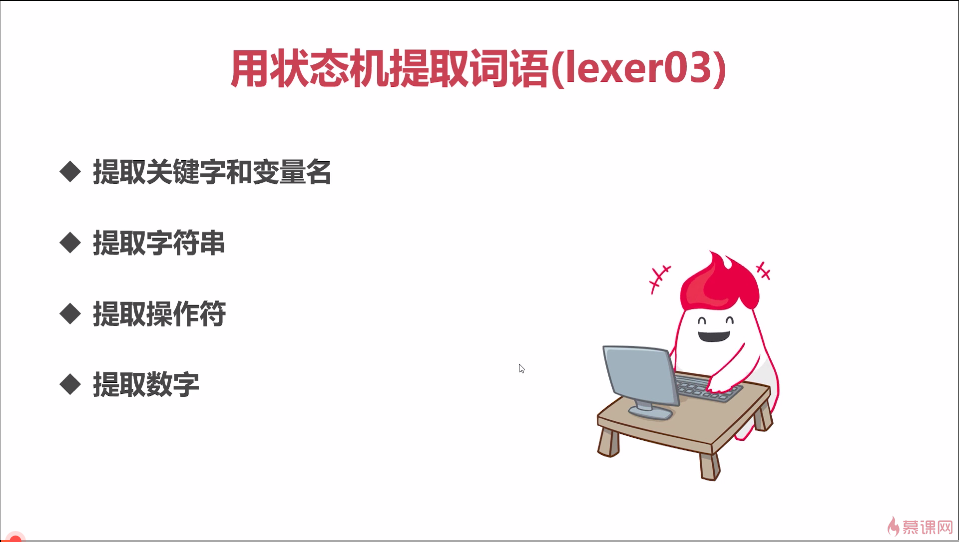 用状态机提取词语(lexer03)
◆ 提取关键字和变量名
◆ 提取字符串
◆ 提取操作符
◆ 提取数字
慕课网